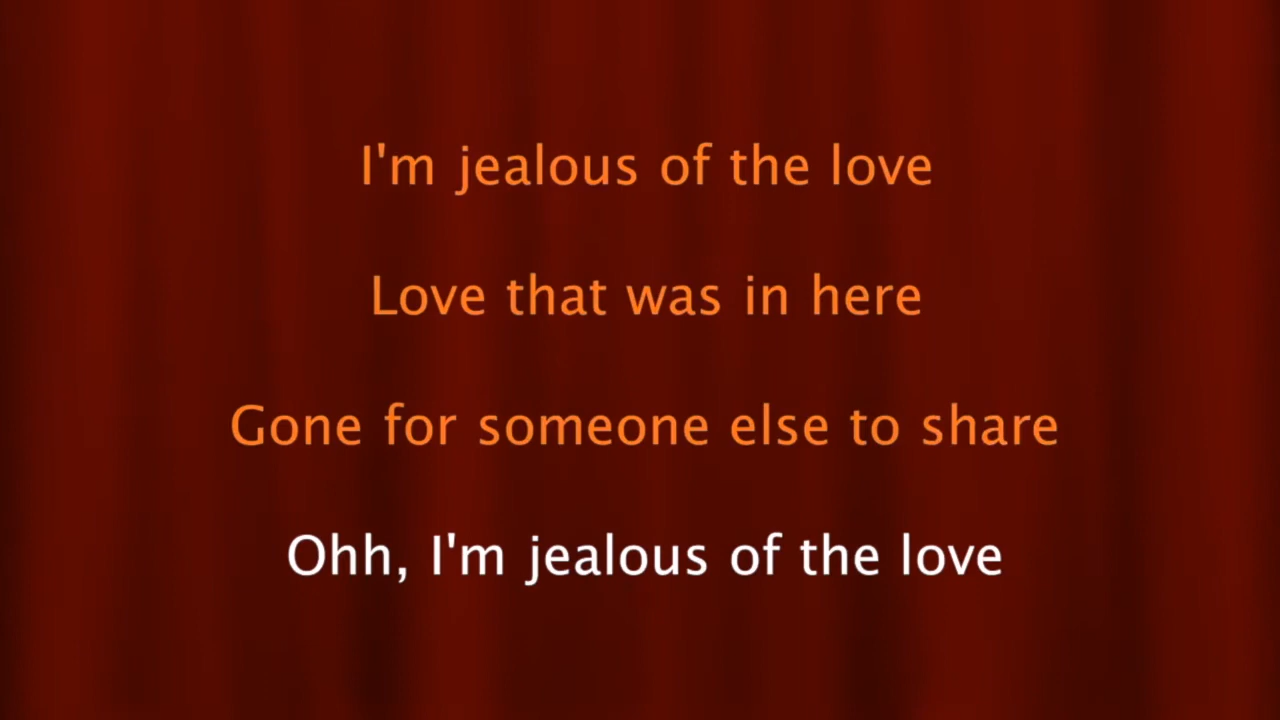 I'm jealous of the love
Love that was in here
Gone for someone else to share
Ohh, I'm jealous of the love